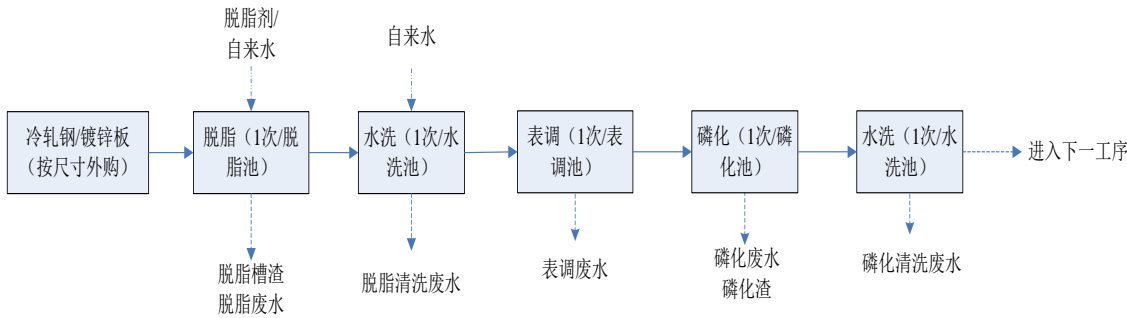 脱脂剂/
自来水
自来水
冷轧钢/镀锌板
（按尺寸外购）
脱脂（1次/脱
脂池）
水洗（1次/水
洗池）
表调（1次/表
调池）
磷化（1次/磷
化池）
水洗（1次/水
洗池）
进入下一工序
脱脂槽渣
脱脂废水
脱脂清洗废水
表调废水
磷化废水
磷化渣
磷化清洗废水